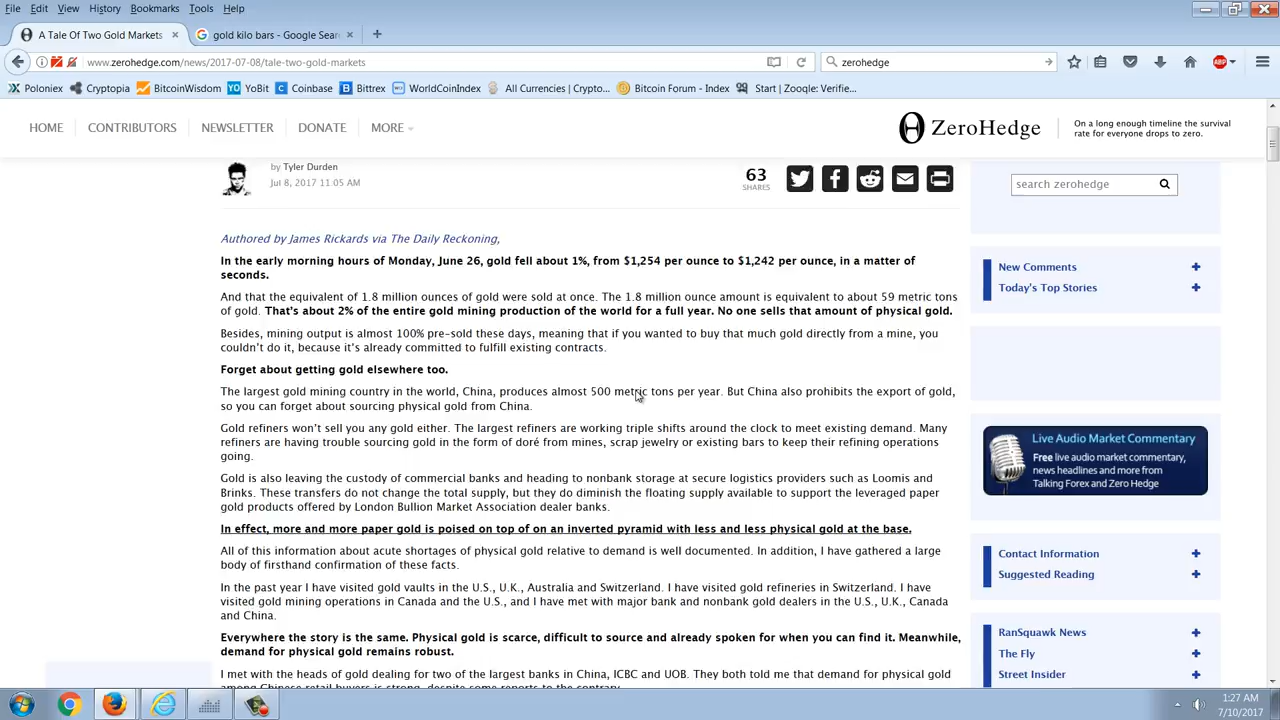 File Edit View History Bookmarks Tools Help
A Tale Of Two Gold Markets × gold kilo bars - Google Sear × +
www.zerohedge.com/news/2017-07-08/tale-two-gold-markets zerohedge
Poloniex Cryptopia BitcoinWisdom YoBit Coinbase Bittrex WorldCoinIndex All Currencies | Crypto... Bitcoin Forum - Index Start | Zooqle: Verifie...
HOME CONTRIBUTORS NEWSLETTER DONATE MORE
ZeroHedge
On a long enough timeline the survival
rate for everyone drops to zero.
by Tyler Durden
Jul 8, 2017 11.05 AM
63
SHARES
search zerohedge
Authored by James Rickards via The Daily Reckoning,
In the early morning hours of Monday, June 26, gold fell about 1%, from $1,254 per ounce to $1,242 per ounce, in a matter of
seconds.
And that the equivalent of 1.8 million ounces of gold were sold at once. The 1.8 million ounce amount is equivalent to about 59 metric tons
of gold. That's about 2% of the entire gold mining production of the world for a full year. No one sells that amount of physical gold.
Besides, mining output is almost 100% pre-sold these days, meaning that if you wanted to buy that much gold directly from a mine, you
couldn't do it, because it's already committed to fulfill existing contracts.
Forget about getting gold elsewhere too.
The largest gold mining country in the world, China, produces almost 500 metric tons per year. But China also prohibits the export of gold,
so you can forget about sourcing physical gold from China.
Gold refiners won't sell you any gold either. The largest refiners are working triple shifts around the clock to meet existing demand. Many
refiners are having trouble sourcing gold in the form of doré from mines, scrap jewelry or existing bars to keep their refining operations
going.
Gold is also leaving the custody of commercial banks and heading to nonbank storage at secure logistics providers such as Loomis and
Brinks. These transfers do not change the total supply, but they do diminish the floating supply available to support the leveraged paper
gold products offered by London Bullion Market Association dealer banks.
In effect, more and more paper gold is poised on top of on an inverted pyramid with less and less physical gold at the base.
All of this information about acute shortages of physical gold relative to demand is well documented. In addition, I have gathered a large
body of firsthand confirmation of these facts.
In the past year I have visited gold vaults in the U.S., U.K., Australia and Switzerland. I have visited gold refineries in Switzerland. I have
visited gold mining operations in Canada and the U.S., and I have met with major bank and nonbank gold dealers in the U.S., U.K., Canada
and China.
Everywhere the story is the same. Physical gold is scarce, difficult to source and already spoken for when you can find it. Meanwhile,
demand for physical gold remains robust.
I met with the heads of gold dealing for two of the largest banks in China, ICBC and UOB. They both told me that demand for physical gold
among Chinese retail buyers is strong, despite some reports to the contrary.
New Comments +
Today's Top Stories +
Live Audio Market Commentary
Free live audio market commentary,
news headlines and more from
Talking Forex and Zero Hedge
Contact Information +
Suggested Reading +
RanSquawk News +
The Fly +
Street Insider +
ABP
1:27 AM
7/10/2017